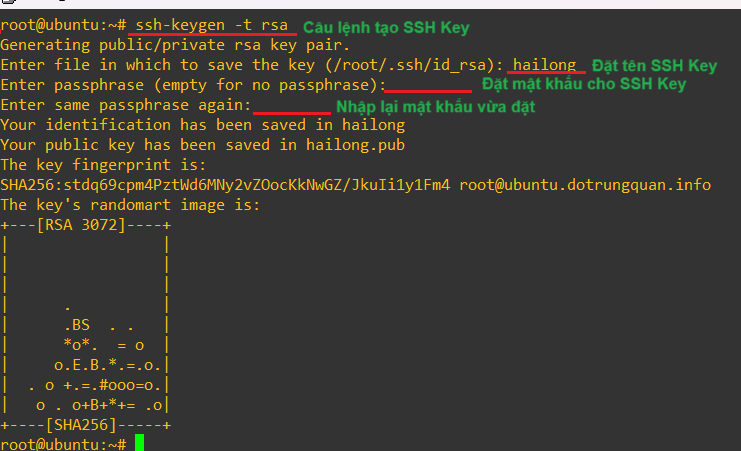 root@ubuntu:~# ssh-keygen -t rsa Câu lệnh tạo SSH Key
Generating public/private rsa key pair.
Enter file in which to save the key (/root/.ssh/id_rsa): hailong Đặt tên SSH Key
Enter passphrase (empty for no passphrase): Đặt mật khẩu cho SSH Key
Enter same passphrase again: Nhập lại mật khẩu vừa đặt
Your identification has been saved in hailong
Your public key has been saved in hailong.pub
The key fingerprint is:
SHA256:stdq69cpm4PztWd6MNy2vZOocKkNwGZ/JkuIi1y1Fm4 root@ubuntu.dotrungquan.info
The key's randomart image is:
+---[RSA 3072]----+
|                 |
|                 |
|                 |
|      .          |
|      .BS  . .   |
|      *o*.  = o  |
|     o.E.B.*.=.o.|
|  . o +.=.#ooo=o.|
|   o . o+B+*+= .o|
+----[SHA256]-----+
root@ubuntu:~#